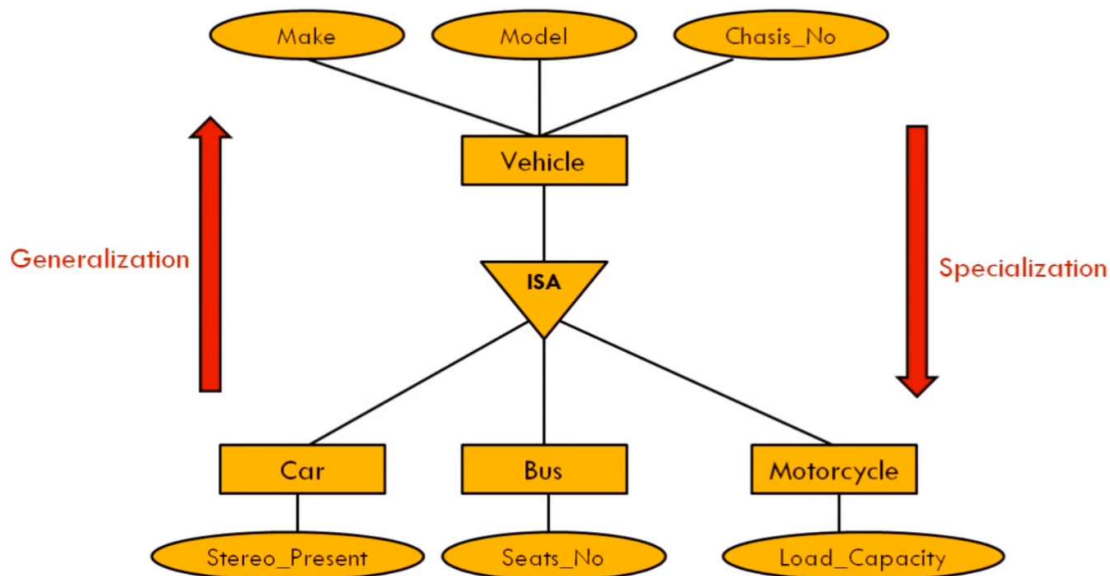 Make
Model
Chasis_No
Vehicle
Generalization
ISA
Specialization
Car
Bus
Motorcycle
Stereo_Present
Seats_No
Load_Capacity